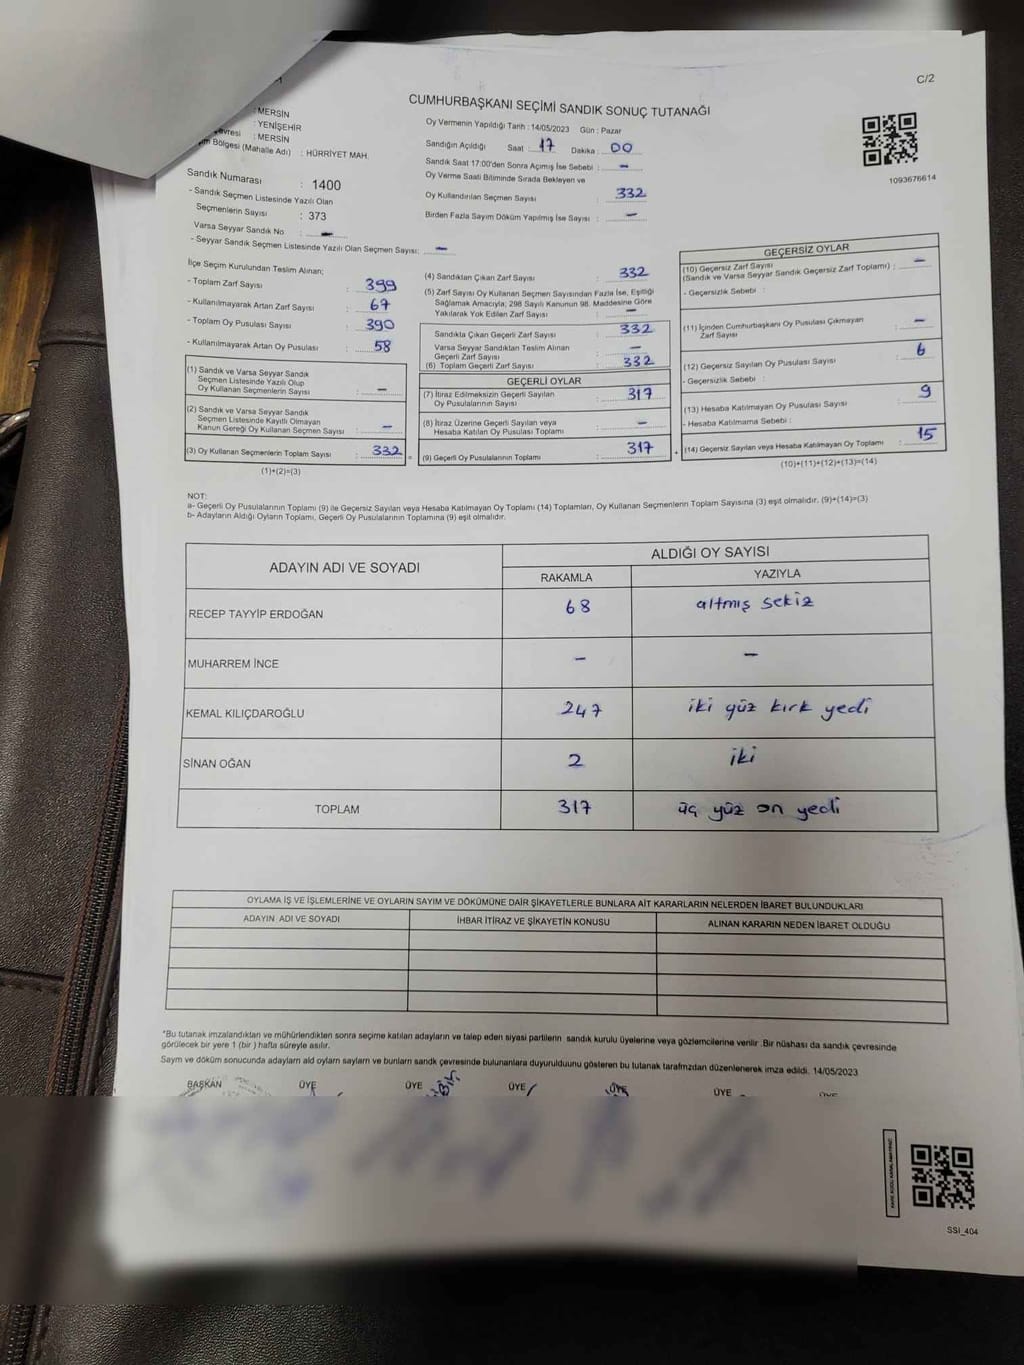 C/2
: MERSİN
: YENİŞEHİR
: MERSİN
Bölgesi (Mahalle Adı) : HÜRRİYET MAH.
CUMHURBAŞKANI SEÇİMİ SANDIK SONUÇ TUTANAĞI
Oy Vermenin Yapıldığı Tarih : 14/05/2023 Gün : Pazar
Sandığın Açıldığı Saat : 17 Dakika : 00
Sandık Saat 17:00'den Sonra Açımış İse Sebebi : -
Oy Verme Saati Bitiminde Sırada Bekleyen ve
Oy Kullandırılan Seçmen Sayısı : 332
Birden Fazla Sayım Döküm Yapılmış İse Sayısı : -
1093676614
Sandık Numarası : 1400
- Sandık Seçmen Listesinde Yazılı Olan
Seçmenlerin Sayısı : 373
Varsa Seyyar Sandık No : -
- Seyyar Sandık Seçmen Listesinde Yazılı Olan Seçmen Sayısı: -
İlçe Seçim Kurulundan Teslim Alınan;
- Toplam Zarf Sayısı : 399
- Kullanılmayarak Artan Zarf Sayısı : 67
- Toplam Oy Pusulası Sayısı : 390
- Kullanılmayarak Artan Oy Pusulası : 58
(1) Sandık ve Varsa Seyyar Sandık
Seçmen Listesinde Yazılı Olup
Oy Kullanan Seçmenlerin Sayısı : -
(2) Sandık ve Varsa Seyyar Sandık
Seçmen Listesinde Kayıtlı Olmayan
Kanun Gereği Oy Kullanan Seçmen Sayısı : -
(3) Oy Kullanan Seçmenlerin Toplam Sayısı : 332
(1)+(2)=(3)
(4) Sandıktan Çıkan Zarf Sayısı : 332
(5) Zarf Sayısı Oy Kullanan Seçmen Sayısından Fazla İse, Eşitliği
Sağlamak Amacıyla; 298 Sayılı Kanunun 98. Maddesine Göre
Yakılarak Yok Edilen Zarf Sayısı : -
Sandıkta Çıkan Geçerli Zarf Sayısı : 332
Varsa Seyyar Sandıktan Teslim Alınan
Geçerli Zarf Sayısı : -
(6) Toplam Geçerli Zarf Sayısı : 332
GEÇERLİ OYLAR
(7) İtiraz Edilmeksizin Geçerli Sayılan
Oy Pusulalarının Sayısı : 317
(8) İtiraz Üzerine Geçerli Sayılan veya
Hesaba Katılan Oy Pusulası Toplamı : -
(9) Geçerli Oy Pusulalarının Toplamı : 317
GEÇERSİZ OYLAR
(10) Geçersiz Zarf Sayısı
(Sandık ve Varsa Seyyar Sandık Geçersiz Zarf Toplamı) : -
- Geçersizlik Sebebi :
(11) İçinden Cumhurbaşkanı Oy Pusulası Çıkmayan
Zarf Sayısı : -
(12) Geçersiz Sayılan Oy Pusulası Sayısı : 6
- Geçersizlik Sebebi :
(13) Hesaba Katılmayan Oy Pusulası Sayısı : 9
- Hesaba Katılmama Sebebi :
(14) Geçersiz Sayılan veya Hesaba Katılmayan Oy Toplamı : 15
(10)+(11)+(12)+(13)=(14)
NOT:
a- Geçerli Oy Pusulalarının Toplamı (9) ile Geçersiz Sayılan veya Hesaba Katılmayan Oy Toplamı (14) Toplamları, Oy Kullanan Seçmenlerin Toplam Sayısına (3) eşit olmalıdır. (9)+(14)=(3)
b- Adayların Aldığı Oyların Toplamı, Geçerli Oy Pusulalarının Toplamına (9) eşit olmalıdır.
ADAYIN ADI VE SOYADI ALDIĞI OY SAYISI
RAKAMLA YAZIYLA
RECEP TAYYİP ERDOĞAN 68 altmış sekiz
MUHARREM İNCE - -
KEMAL KILIÇDAROĞLU 247 iki yüz kırk yedi
SİNAN OĞAN 2 iki
TOPLAM 317 üç yüz on yedi
OYLAMA İŞ VE İŞLEMLERİNE VE OYLARIN SAYIM VE DÖKÜMÜNE DAİR ŞİKAYETLERLE BUNLARA AİT KARARLARIN NELERDEN İBARET BULUNDUKLARI
ADAYIN ADI VE SOYADI İHBAR İTİRAZ VE ŞİKAYETİN KONUSU ALINAN KARARIN NEDEN İBARET OLDUĞU
*Bu tutanak imzalandıktan ve mühürlendikten sonra seçime katılan adayların ve talep eden siyasi partilerin sandık kurulu üyelerine veya gözlemcilerine verilir .Bir nüshası da sandık çevresinde
görülecek bir yere 1 (bir ) hafta süreyle asılır.
Sayım ve döküm sonucunda adayların ald oyların sayların ve bunların sandk çevresinde bulunanlara duyurulduunu gösteren bu tutanak tarafmzdan düzenlenerek imza edildi. 14/05/2023
BAŞKAN ÜYE ÜYE ÜYE ÜYE ÜYE
SSI_404